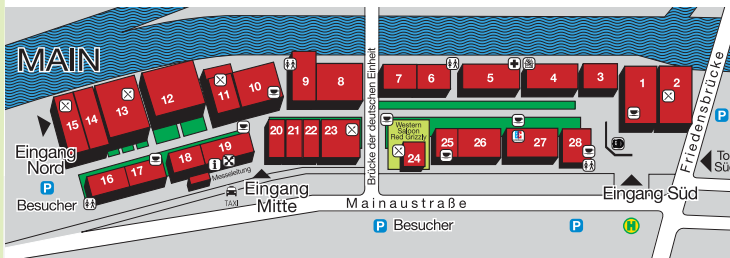 MAIN
Brücke der deutschen Einheit
Friedensbrücke
15
14
13
12
11
10
9
8
7
6
5
4
3
1
2
Eingang
Nord
P
Besucher
16
17
18
19
i
Messeleitung
TAXI
Eingang
Mitte
20
21
22
23
Western
Saloon
Red Grizzly
24
25
26
27
28
Eingang Süd
P
Mainaustraße
P Besucher
P
H